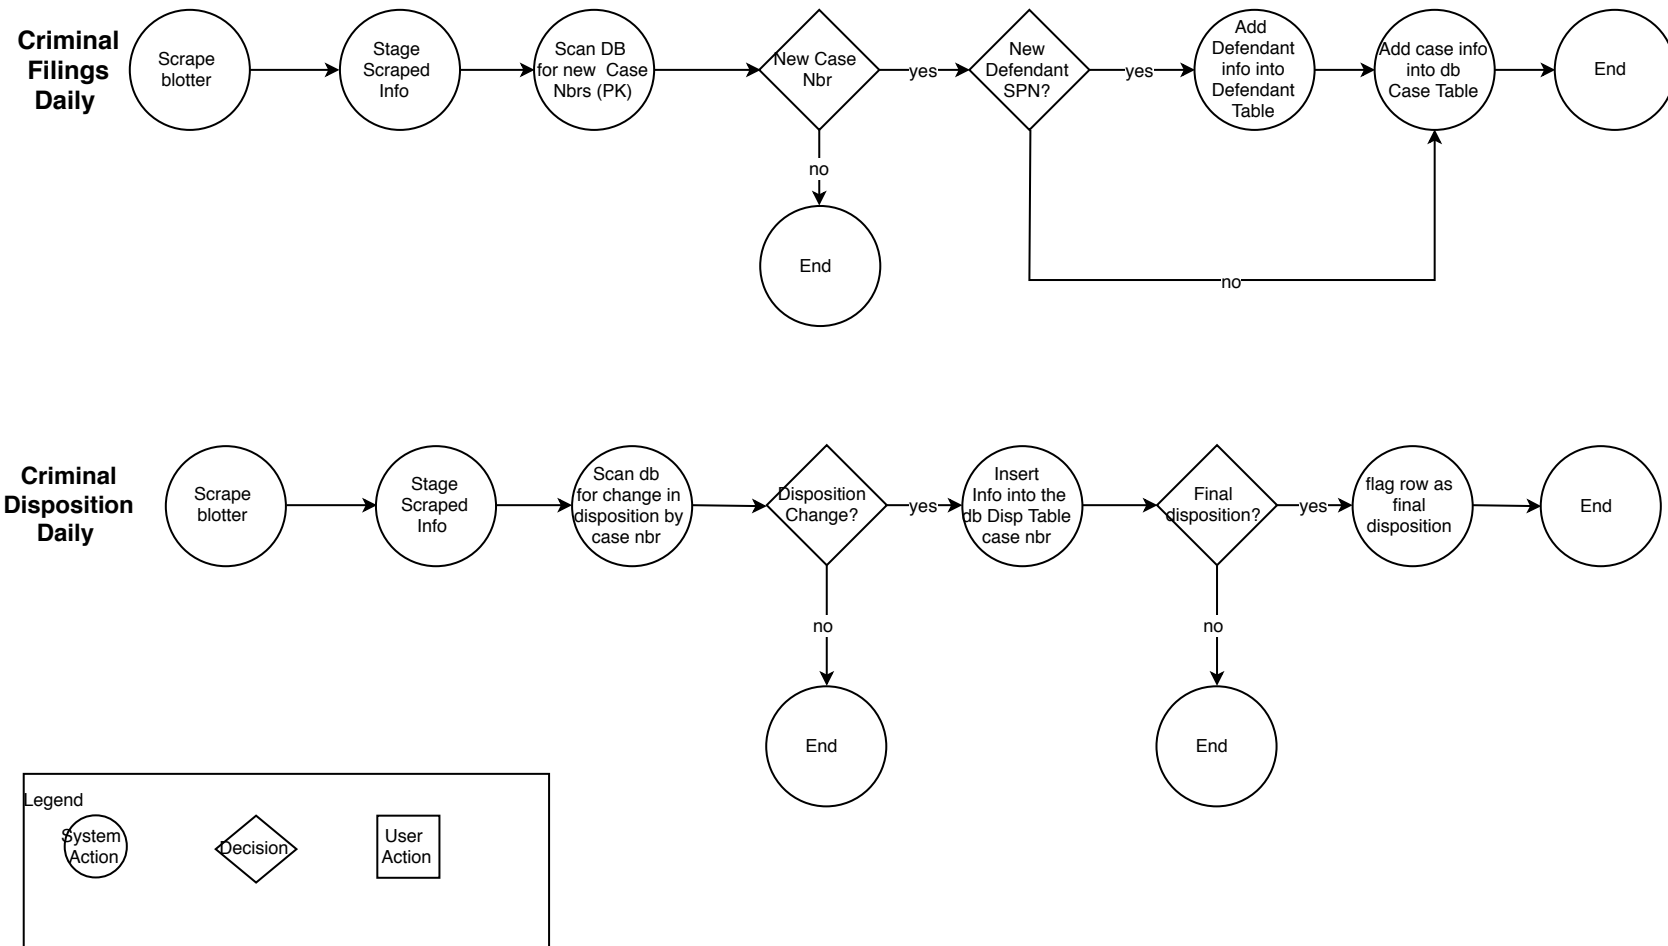 Criminal
Filings
Daily
Scrape
blotter
Stage
Scraped
Info
Scan DB
for new Case
Nbrs (PK)
New Case
Nbr
yes
New
Defendant
SPN?
yes
Add
Defendant
info into
Defendant
Table
Add case info
into db
Case Table
End
no
End
no
Criminal
Disposition
Daily
Scrape
blotter
Stage
Scraped
Info
Scan db
for change in
disposition by
case nbr
Disposition
Change?
yes
Insert
Info into the
db Disp Table
case nbr
Final
disposition?
yes
flag row as
final
disposition
End
no
no
End
End
Legend
System
Action
Decision
User
Action